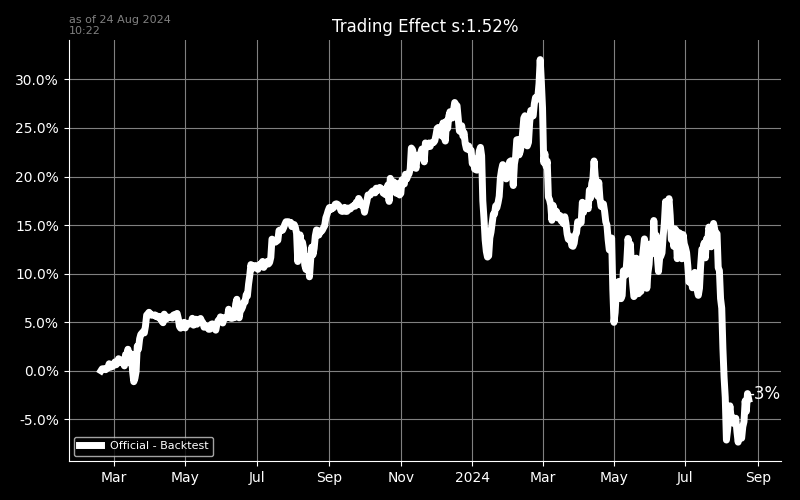 as of 24 Aug 2024
10:22
Trading Effect s:1.52%
30.0%
25.0%
20.0%
15.0%
10.0%
5.0%
0.0%
-5.0%
-3%
Official - Backtest
Mar May Jul Sep Nov 2024 Mar May Jul Sep